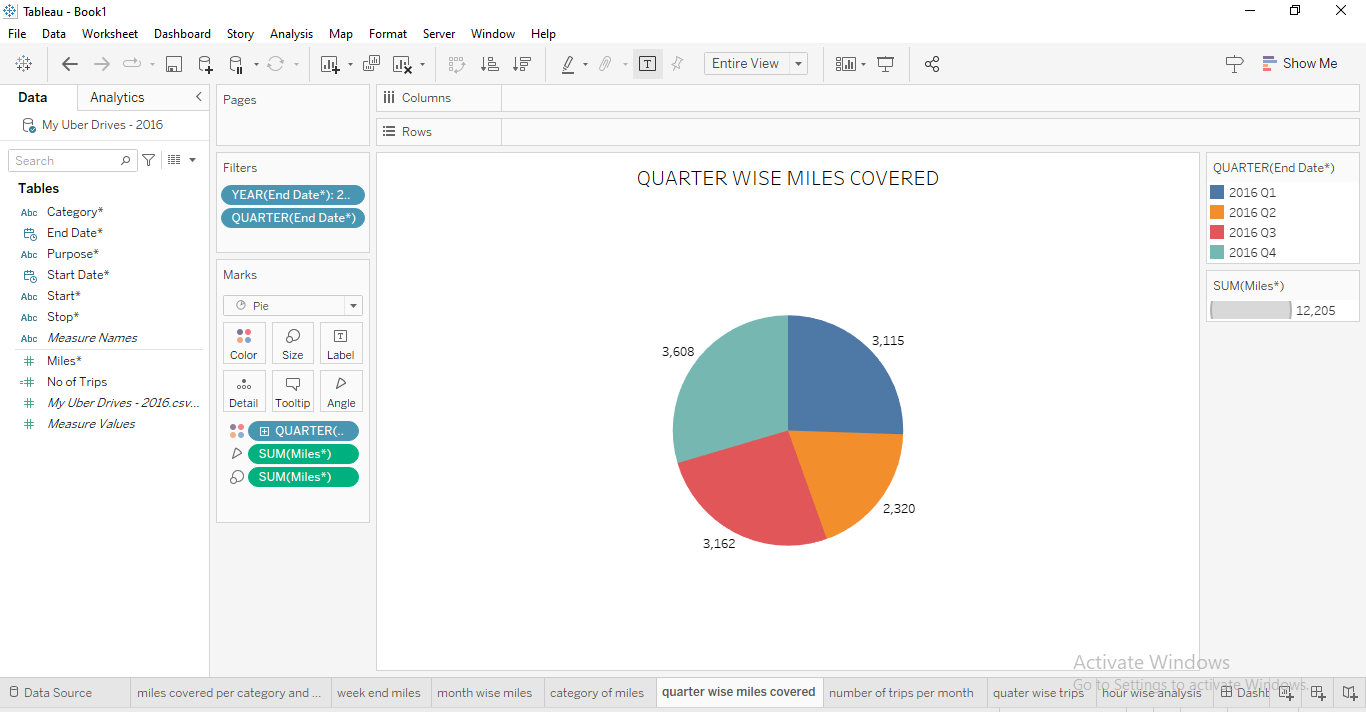 Tableau - Book1
File Data Worksheet Dashboard Story Analysis Map Format Server Window Help
Entire View
Show Me
Data Analytics
My Uber Drives - 2016
Search
Tables
Abc Category*
End Date*
Abc Purpose*
Start Date*
Abc Start*
Abc Stop*
Abc Measure Names
# Miles*
=# No of Trips
# My Uber Drives - 2016.csv...
# Measure Values
Pages
Filters
YEAR(End Date*): 2..
QUARTER(End Date*)
Marks
Pie
Color Size Label
Detail Tooltip Angle
QUARTER(..
SUM(Miles*)
SUM(Miles*)
Columns
Rows
QUARTER WISE MILES COVERED
3,115
3,608
2,320
3,162
QUARTER(End Date*)
2016 Q1
2016 Q2
2016 Q3
2016 Q4
SUM(Miles*)
12,205
Activate Windows
Go to Settings to activate Windows.
Data Source miles covered per category and ... week end miles month wise miles category of miles quarter wise miles covered number of trips per month quater wise trips hour wise analysis Dasht